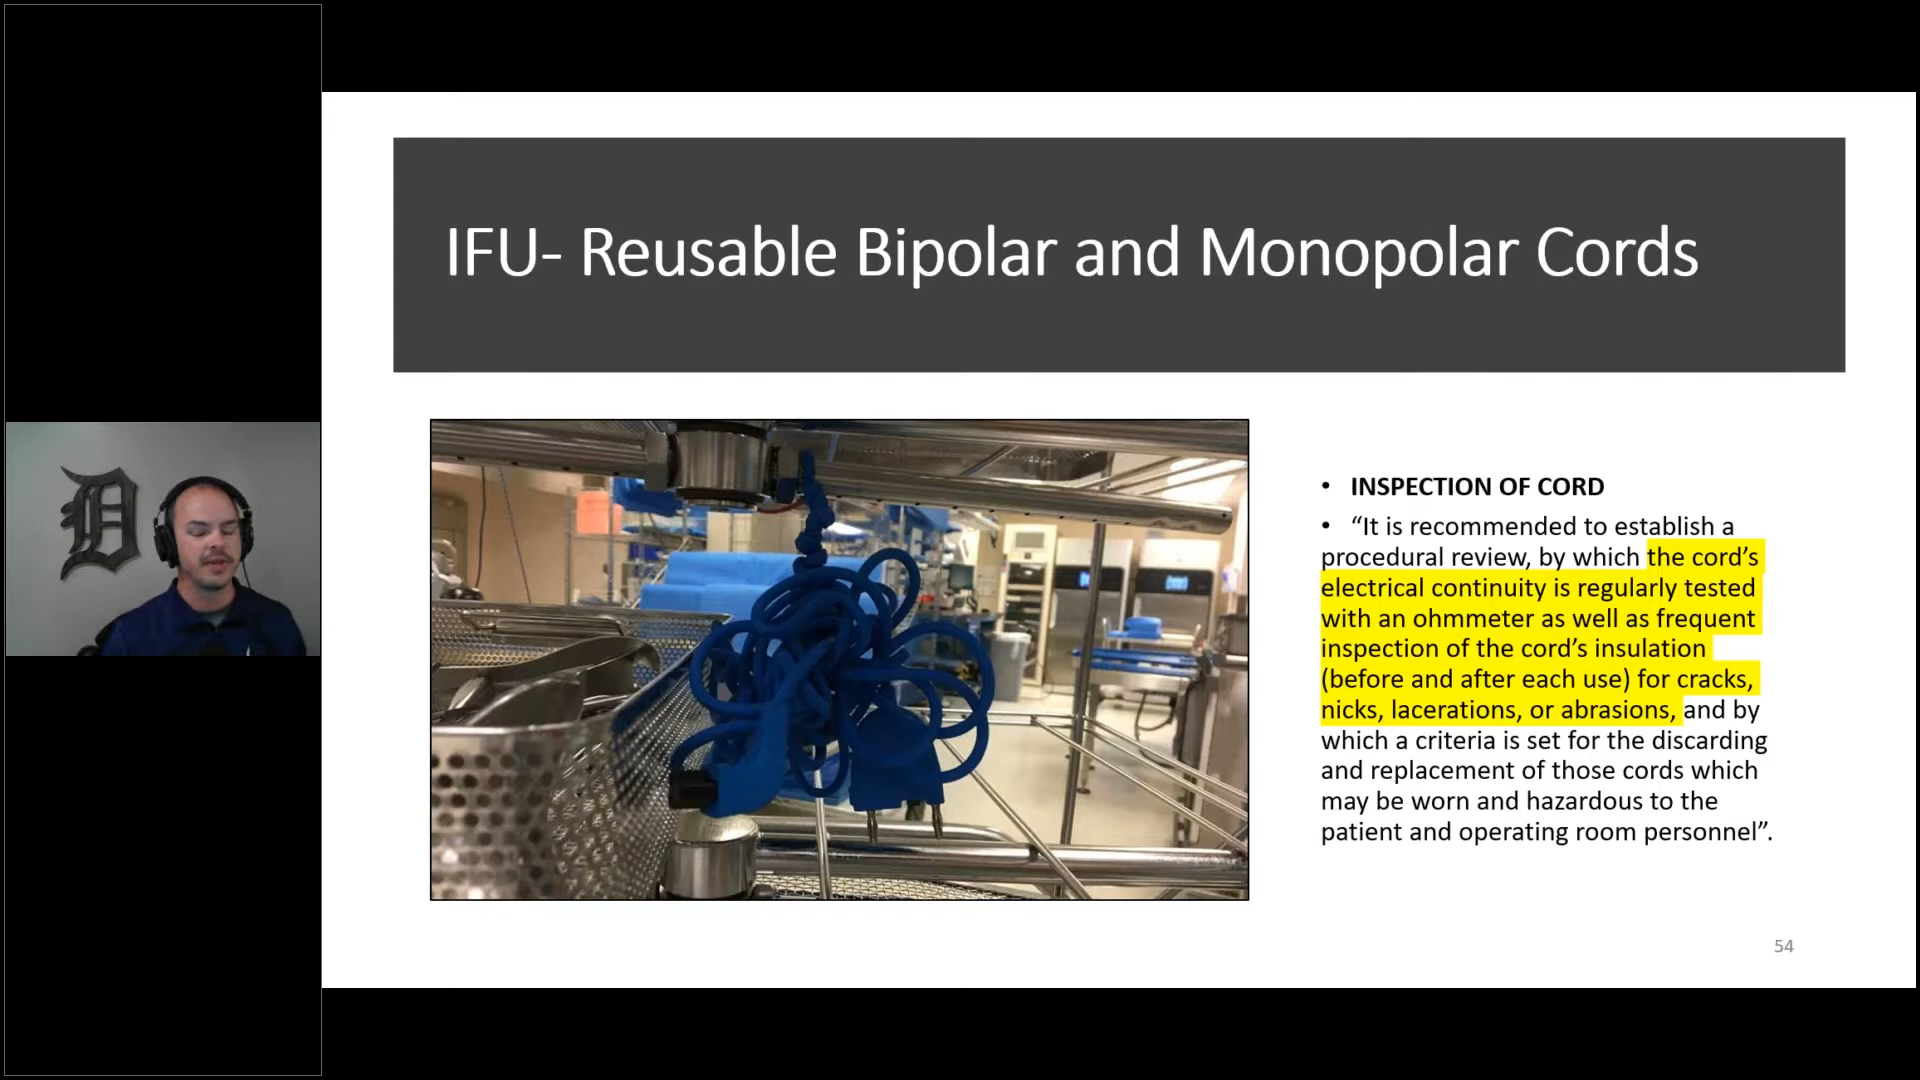 IFU- Reusable Bipolar and Monopolar Cords
• INSPECTION OF CORD
• “It is recommended to establish a
procedural review, by which the cord’s
electrical continuity is regularly tested
with an ohmmeter as well as frequent
inspection of the cord’s insulation
(before and after each use) for cracks,
nicks, lacerations, or abrasions, and by
which a criteria is set for the discarding
and replacement of those cords which
may be worn and hazardous to the
patient and operating room personnel”.
54
D